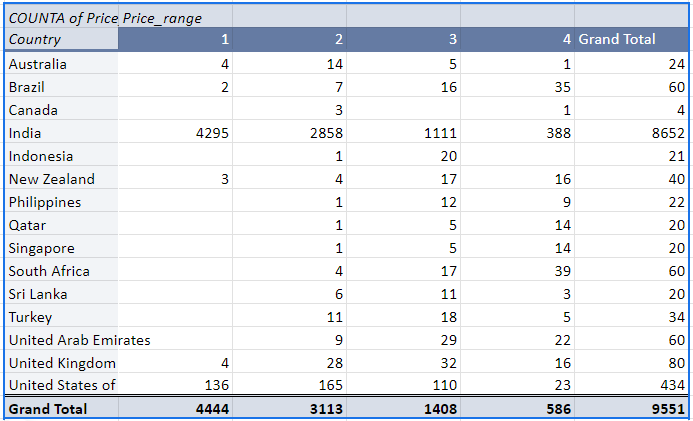 COUNTA of Price Price_range
Country 1 2 3 4 Grand Total
Australia 4 14 5 1 24
Brazil 2 7 16 35 60
Canada 3 1 4
India 4295 2858 1111 388 8652
Indonesia 1 20 21
New Zealand 3 4 17 16 40
Philippines 1 12 9 22
Qatar 1 5 14 20
Singapore 1 5 14 20
South Africa 4 17 39 60
Sri Lanka 6 11 3 20
Turkey 11 18 5 34
United Arab Emirates 9 29 22 60
United Kingdom 4 28 32 16 80
United States of 136 165 110 23 434
Grand Total 4444 3113 1408 586 9551